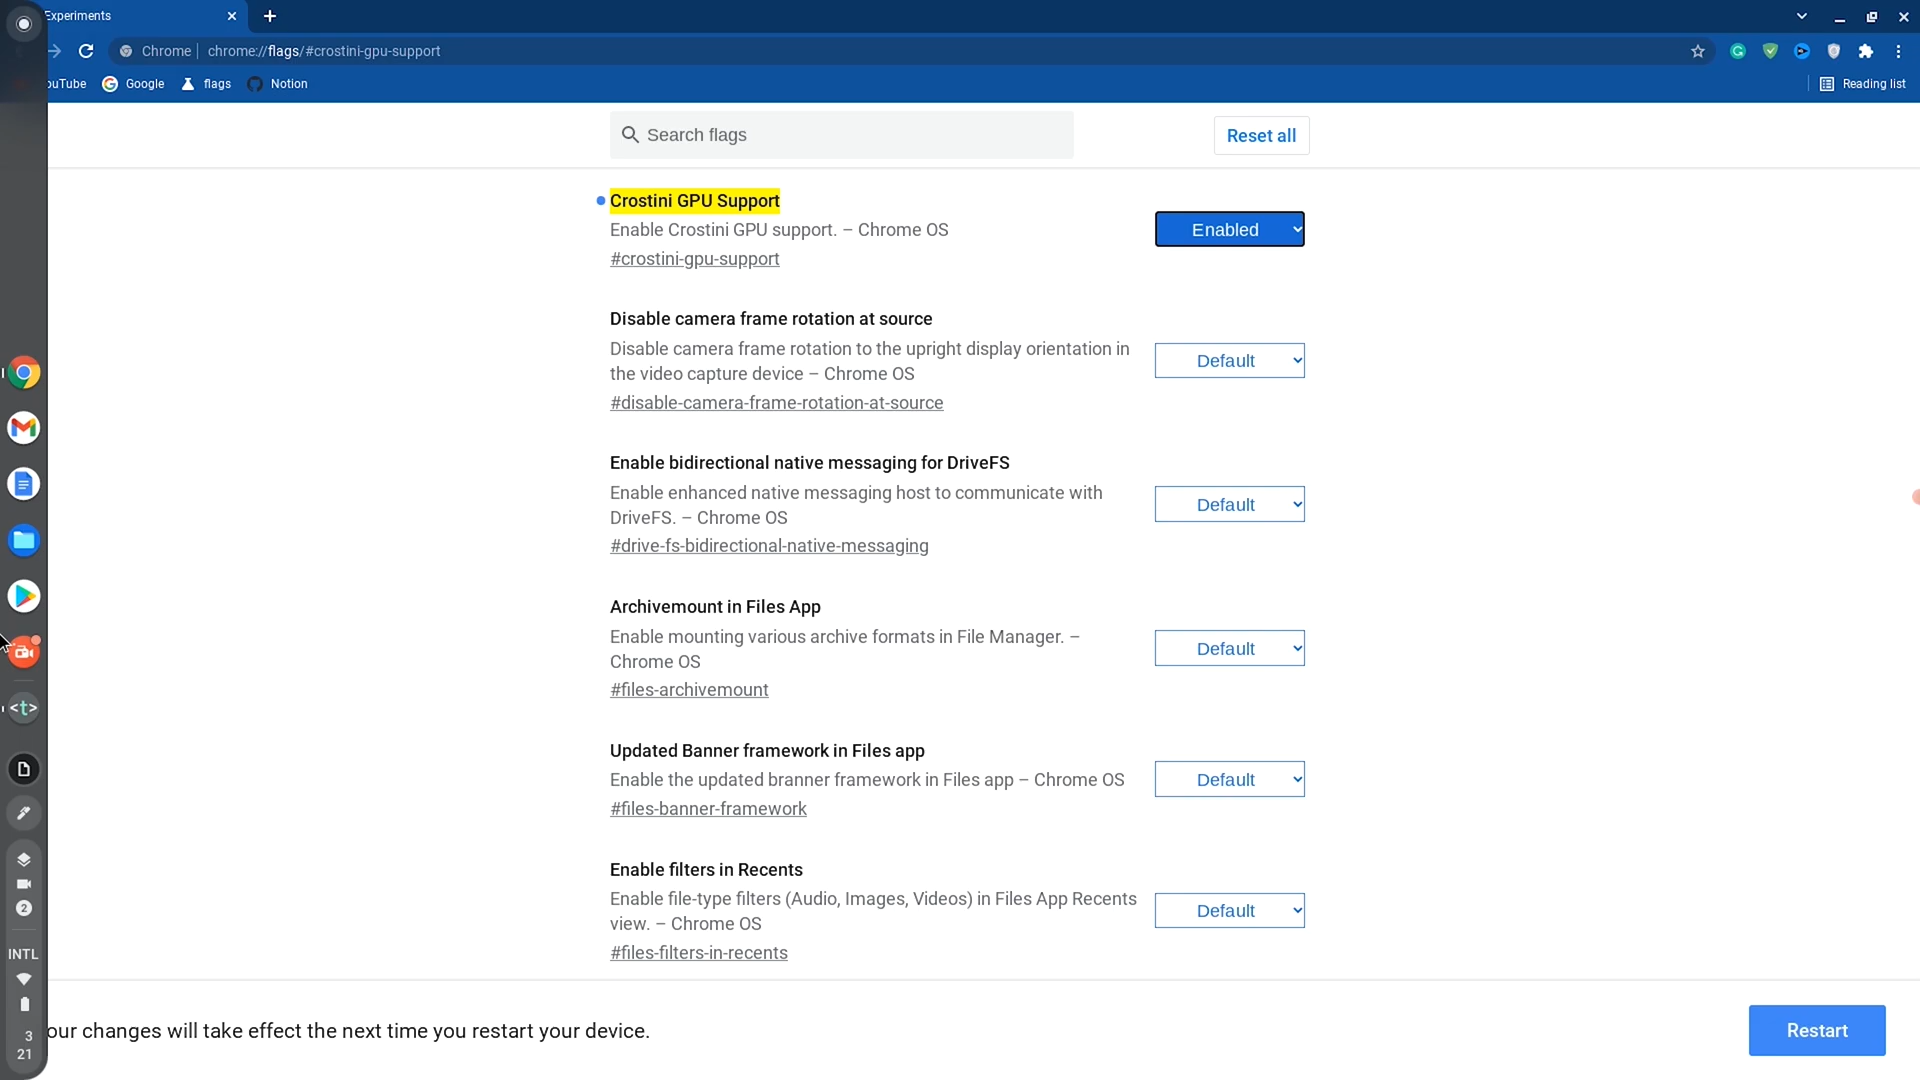 Experiments
Chrome chrome://flags/#crostini-gpu-support
ouTube Google flags Notion Reading list
Search flags
Reset all
Crostini GPU Support
Enable Crostini GPU support. – Chrome OS
#crostini-gpu-support
Enabled
Disable camera frame rotation at source
Disable camera frame rotation to the upright display orientation in
the video capture device – Chrome OS
#disable-camera-frame-rotation-at-source
Default
Enable bidirectional native messaging for DriveFS
Enable enhanced native messaging host to communicate with
DriveFS. – Chrome OS
#drive-fs-bidirectional-native-messaging
Default
Archivemount in Files App
Enable mounting various archive formats in File Manager. –
Chrome OS
#files-archivemount
Default
Updated Banner framework in Files app
Enable the updated branner framework in Files app – Chrome OS
#files-banner-framework
Default
Enable filters in Recents
Enable file-type filters (Audio, Images, Videos) in Files App Recents
view. – Chrome OS
#files-filters-in-recents
Default
our changes will take effect the next time you restart your device.
Restart
<t>
2
INTL
3
21